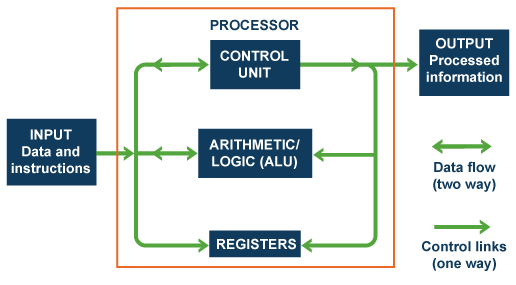 PROCESSOR
CONTROL
UNIT
OUTPUT
Processed
information
INPUT
Data and
instructions
ARITHMETIC/
LOGIC (ALU)
REGISTERS
Data flow
(two way)
Control links
(one way)